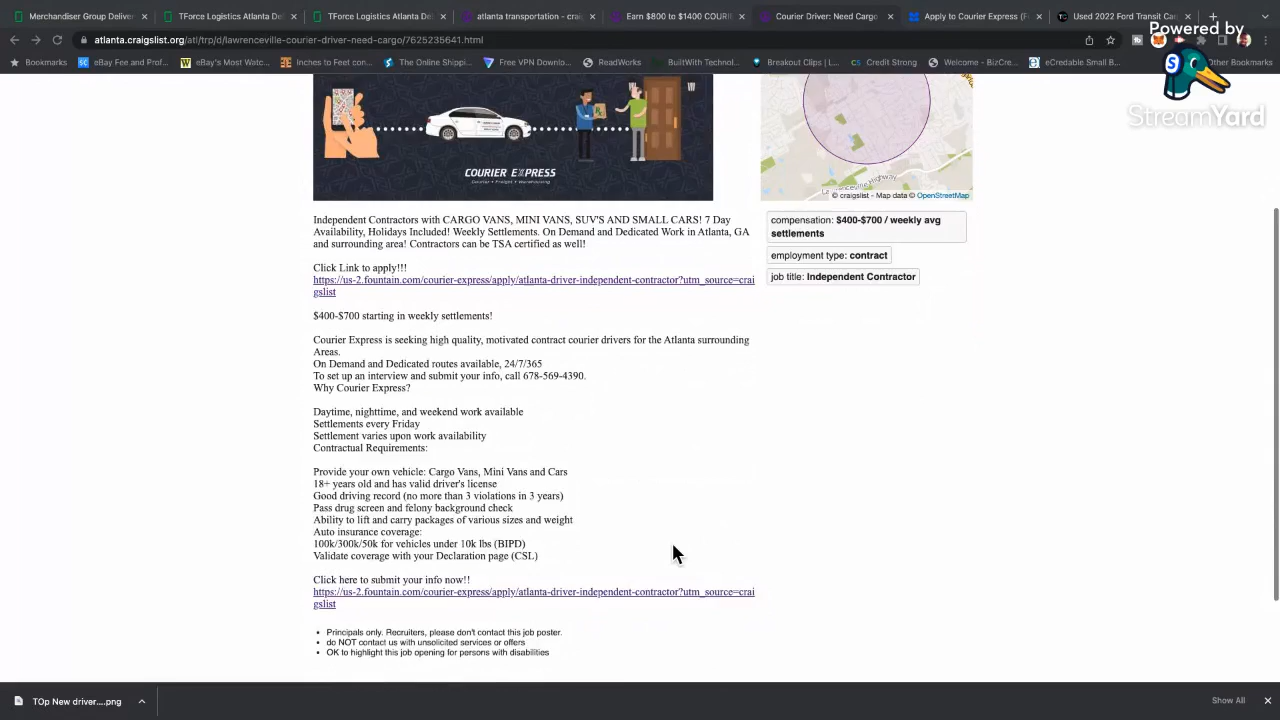 Merchandiser Group Deliver
TForce Logistics Atlanta Del
TForce Logistics Atlanta Del
atlanta transportation - craig
Earn $800 to $1400 COURI
Courier Driver: Need Cargo
Apply to Courier Express (F
Used 2022 Ford Transit Car
atlanta.craigslist.org/atl/trp/d/lawrenceville-courier-driver-need-cargo/7625235641.html
Powered by
StreamYard
Bookmarks
eBay Fee and Prof...
eBay's Most Watc...
Inches to Feet con...
The Online Shippi...
Free VPN Downlo...
ReadWorks
BuiltWith Technol...
Breakout Clips | L...
Credit Strong
Welcome - BizCre...
eCredable Small B...
Other Bookmarks
COURIER EXPRESS
Courier • Freight • Warehousing
Lawrenceville Highway
© craigslist - Map data © OpenStreetMap
Independent Contractors with CARGO VANS, MINI VANS, SUV'S AND SMALL CARS! 7 Day
Availability, Holidays Included! Weekly Settlements. On Demand and Dedicated Work in Atlanta, GA
and surrounding area! Contractors can be TSA certified as well!
Click Link to apply!!!
https://us-2.fountain.com/courier-express/apply/atlanta-driver-independent-contractor?utm_source=crai
gslist
$400-$700 starting in weekly settlements!
Courier Express is seeking high quality, motivated contract courier drivers for the Atlanta surrounding
Areas.
On Demand and Dedicated routes available, 24/7/365
To set up an interview and submit your info, call 678-569-4390.
Why Courier Express?
Daytime, nighttime, and weekend work available
Settlements every Friday
Settlement varies upon work availability
Contractual Requirements:
Provide your own vehicle: Cargo Vans, Mini Vans and Cars
18+ years old and has valid driver's license
Good driving record (no more than 3 violations in 3 years)
Pass drug screen and felony background check
Ability to lift and carry packages of various sizes and weight
Auto insurance coverage:
100k/300k/50k for vehicles under 10k lbs (BIPD)
Validate coverage with your Declaration page (CSL)
Click here to submit your info now!!
https://us-2.fountain.com/courier-express/apply/atlanta-driver-independent-contractor?utm_source=crai
gslist
• Principals only. Recruiters, please don't contact this job poster.
• do NOT contact us with unsolicited services or offers
• OK to highlight this job opening for persons with disabilities
compensation: $400-$700 / weekly avg
settlements
employment type: contract
job title: Independent Contractor
TOp New driver....png
Show All